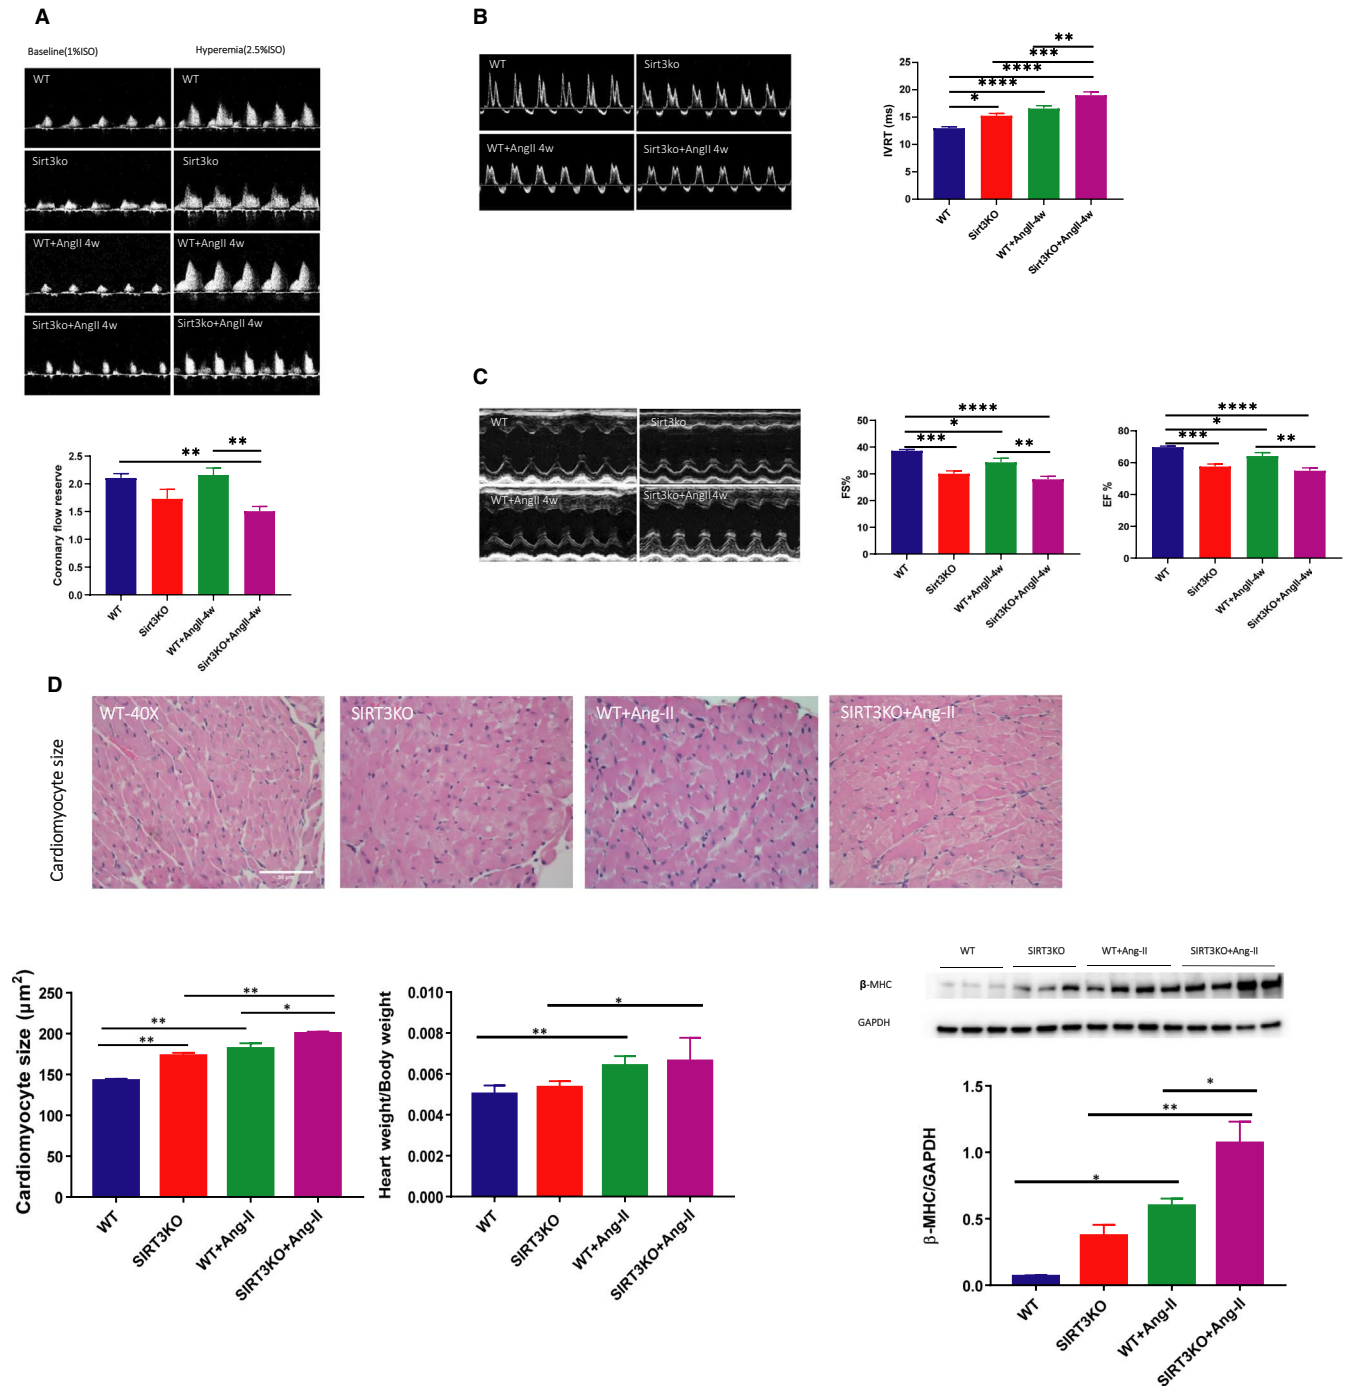 A
Baseline(1%ISO)
Hyperemia(2.5%ISO)
WT
WT
Sirt3ko
Sirt3ko
WT+AngII 4w
WT+AngII 4w
Sirt3ko+AngII 4w
Sirt3ko+AngII 4w
**
**
2.5
2.0
1.5
1.0
0.5
0.0
Coronary flow reserve
WT
Sirt3KO
WT+AngII-4w
Sirt3KO+AngII-4w
B
WT
Sirt3ko
WT+AngII 4w
Sirt3ko+AngII 4w
**
***
****
****
*
25
20
15
10
5
0
IVRT (ms)
WT
Sirt3KO
WT+AngII-4w
Sirt3KO+AngII-4w
C
WT
Sirt3ko
WT+AngII 4w
Sirt3ko+AngII 4w
****
*
***
**
50
40
30
20
10
0
FS%
WT
Sirt3KO
WT+AngII-4w
Sirt3KO+AngII-4w
****
*
***
**
80
60
40
20
0
EF %
WT
Sirt3KO
WT+AngII-4w
Sirt3KO+AngII-4w
D
Cardiomyocyte size
WT-40X
SIRT3KO
WT+Ang-II
SIRT3KO+Ang-II
**
*
**
**
250
200
150
100
50
0
Cardiomyocyte size (µm²)
WT
SIRT3KO
WT+Ang-II
SIRT3KO+Ang-II
*
**
0.010
0.008
0.006
0.004
0.002
0.000
Heart weight/Body weight
WT
SIRT3KO
WT+Ang-II
SIRT3KO+Ang-II
WT
SIRT3KO
WT+Ang-II
SIRT3KO+Ang-II
β-MHC
GAPDH
*
**
*
1.5
1.0
0.5
0.0
β-MHC/GAPDH
WT
SIRT3KO
WT+Ang-II
SIRT3KO+Ang-II